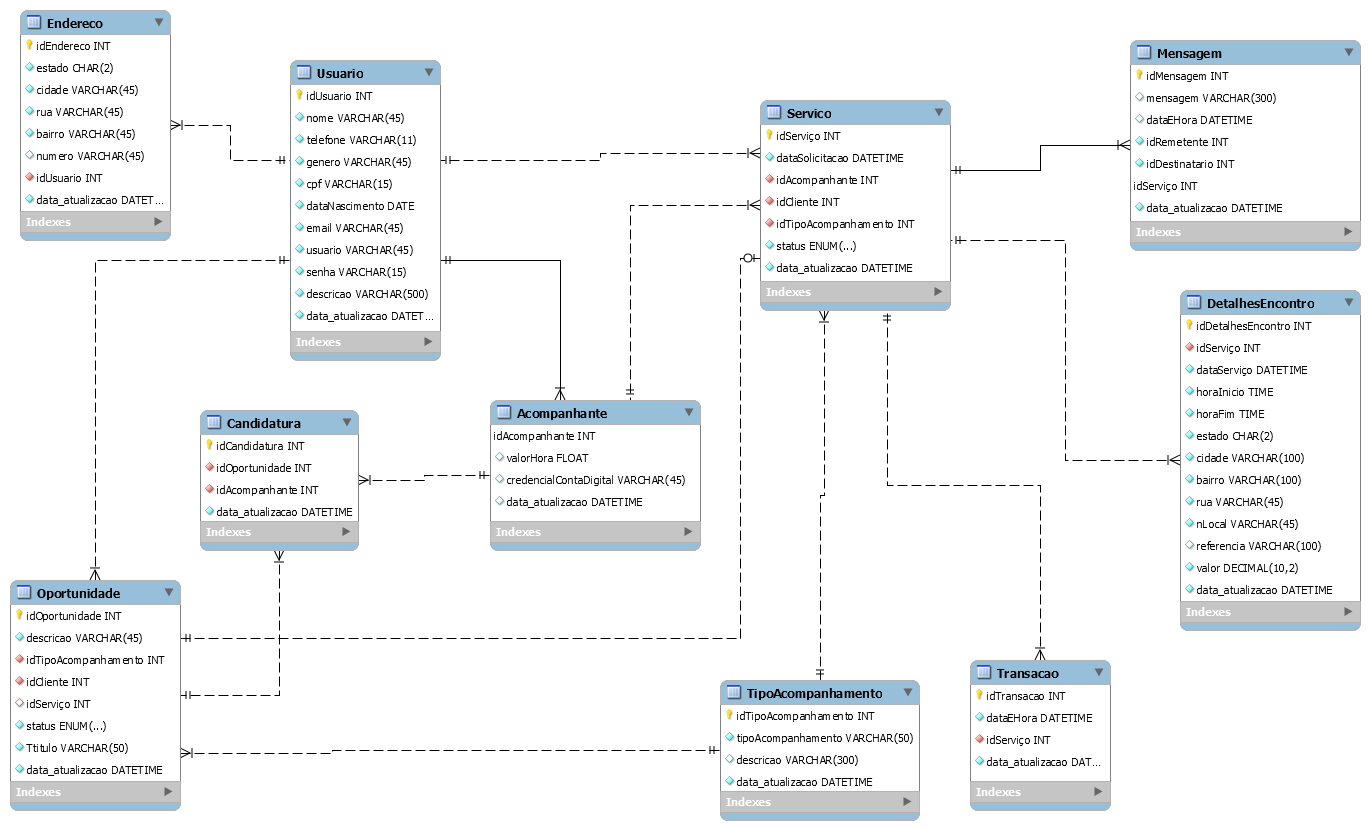 Endereco
idEndereco INT
estado CHAR(2)
cidade VARCHAR(45)
rua VARCHAR(45)
bairro VARCHAR(45)
numero VARCHAR(45)
idUsuario INT
data_atualizacao DATET...
Indexes
Usuario
idUsuario INT
nome VARCHAR(45)
telefone VARCHAR(11)
genero VARCHAR(45)
cpf VARCHAR(15)
dataNascimento DATE
email VARCHAR(45)
usuario VARCHAR(45)
senha VARCHAR(15)
descricao VARCHAR(500)
data_atualizacao DATET...
Indexes
Servico
idServiço INT
dataSolicitacao DATETIME
idAcompanhante INT
idCliente INT
idTipoAcompanhamento INT
status ENUM(...)
data_atualizacao DATETIME
Indexes
Mensagem
idMensagem INT
mensagem VARCHAR(300)
dataEHora DATETIME
idRemetente INT
idDestinatario INT
idServiço INT
data_atualizacao DATETIME
Indexes
DetalhesEncontro
idDetalhesEncontro INT
idServiço INT
dataServiço DATETIME
horaInicio TIME
horaFim TIME
estado CHAR(2)
cidade VARCHAR(100)
bairro VARCHAR(100)
rua VARCHAR(45)
nLocal VARCHAR(45)
referencia VARCHAR(100)
valor DECIMAL(10,2)
data_atualizacao DATETIME
Indexes
Candidatura
idCandidatura INT
idOportunidade INT
idAcompanhante INT
data_atualizacao DATETIME
Indexes
Acompanhante
idAcompanhante INT
valorHora FLOAT
credencialContaDigital VARCHAR(45)
data_atualizacao DATETIME
Indexes
Oportunidade
idOportunidade INT
descricao VARCHAR(45)
idTipoAcompanhamento INT
idCliente INT
idServiço INT
status ENUM(...)
Ttitulo VARCHAR(50)
data_atualizacao DATETIME
Indexes
TipoAcompanhamento
idTipoAcompanhamento INT
tipoAcompanhamento VARCHAR(50)
descricao VARCHAR(300)
data_atualizacao DATETIME
Indexes
Transacao
idTransacao INT
dataEHora DATETIME
idServiço INT
data_atualizacao DAT...
Indexes